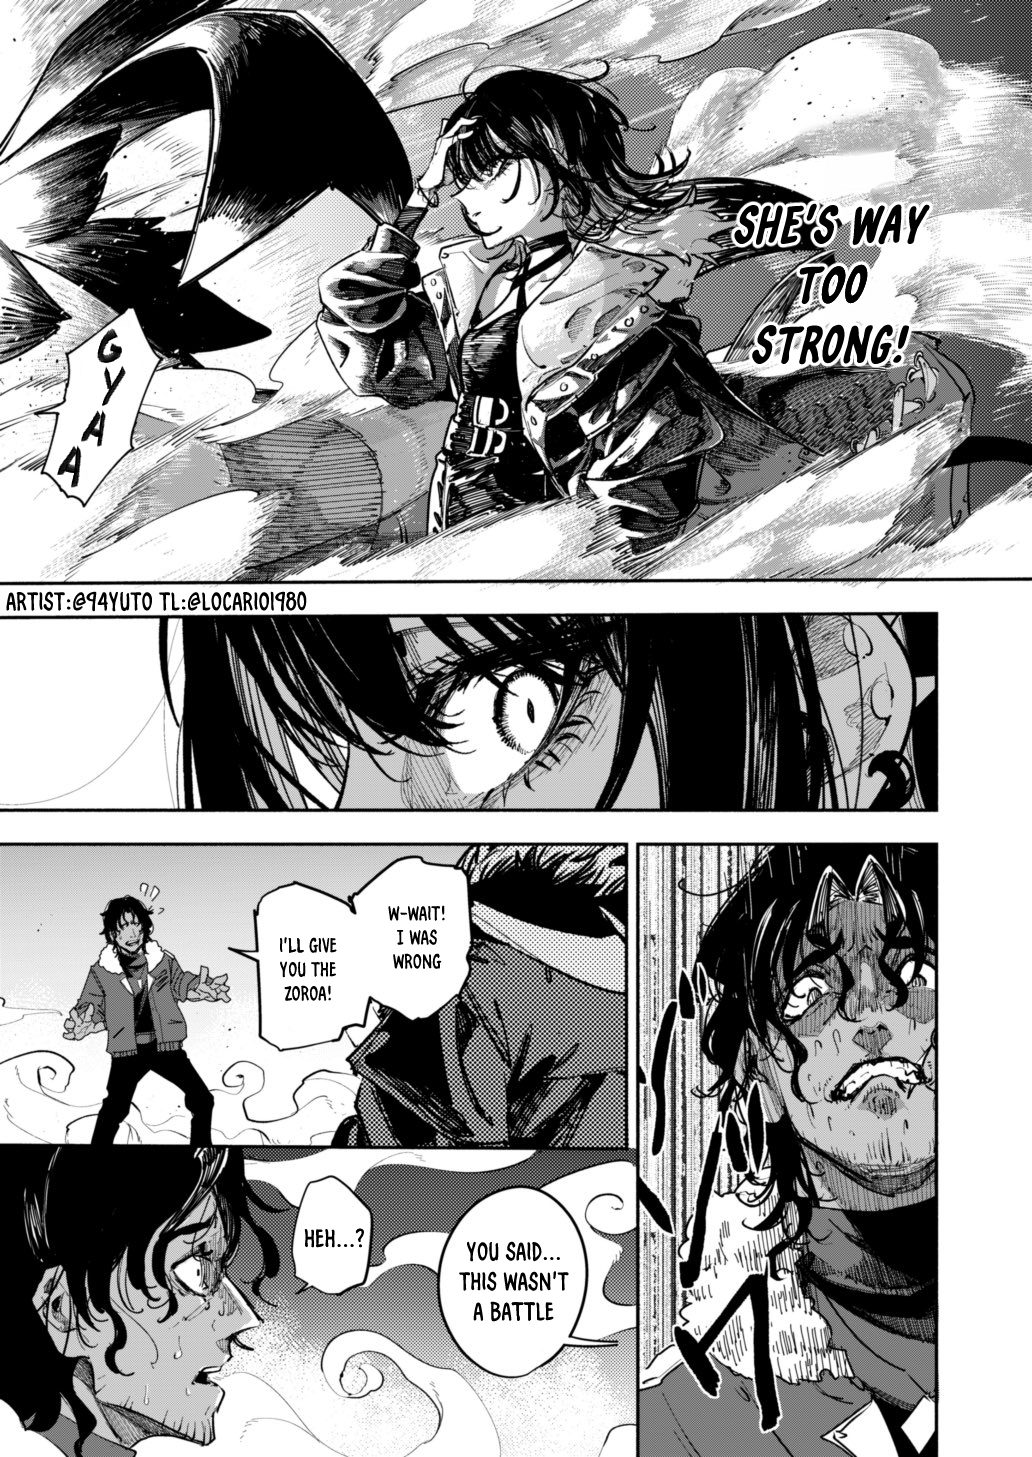 SHE'S WAY
TOO
STRONG!
GYAA
ARTIST:@94YUTO TL:@LOCARIO1980
W-WAIT!
I WAS
WRONG
I'LL GIVE
YOU THE
ZOROA!
YOU SAID...
THIS WASN'T
A BATTLE
HEH...?